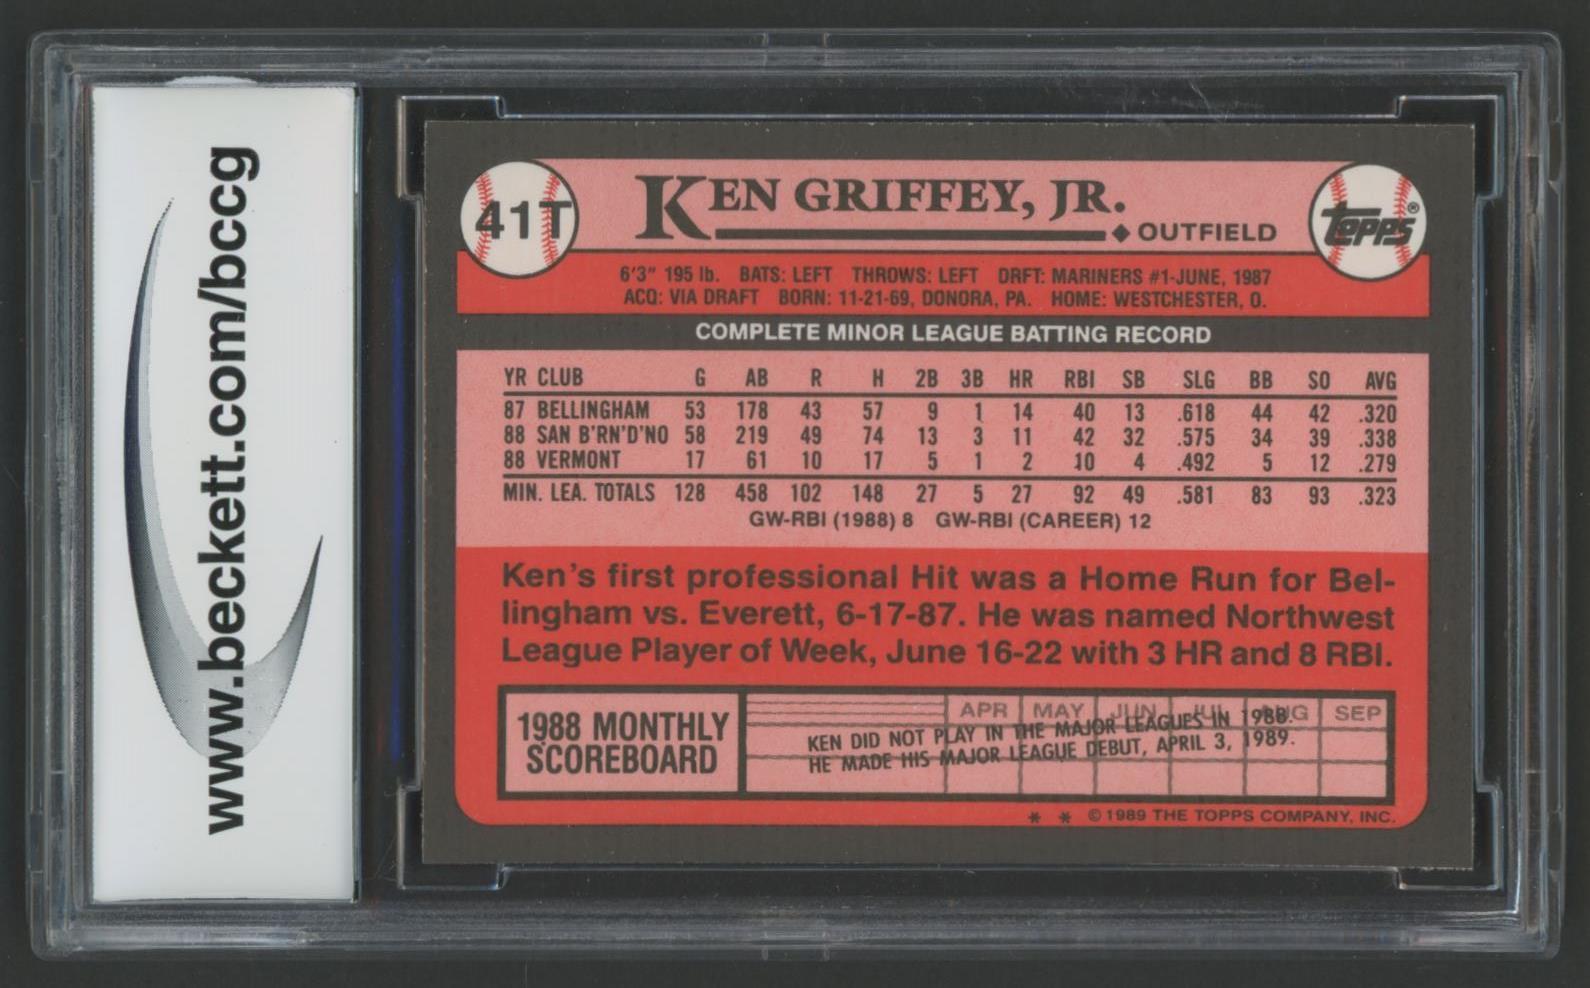 www.beckett.com/bccg
41T
KEN GRIFFEY, JR.
◆ OUTFIELD
TOPPS®
6'3" 195 lb. BATS: LEFT THROWS: LEFT DRFT: MARINERS #1-JUNE, 1987
ACQ: VIA DRAFT BORN: 11-21-69, DONORA, PA. HOME: WESTCHESTER, O.
COMPLETE MINOR LEAGUE BATTING RECORD
YR CLUB G AB R H 2B 3B HR RBI SB SLG BB SO AVG
87 BELLINGHAM 53 178 43 57 9 1 14 40 13 .618 44 42 .320
88 SAN B'RN'D'NO 58 219 49 74 13 3 11 42 32 .575 34 39 .338
88 VERMONT 17 61 10 17 5 1 2 10 4 .492 5 12 .279
MIN. LEA. TOTALS 128 458 102 148 27 5 27 92 49 .581 83 93 .323
GW-RBI (1988) 8 GW-RBI (CAREER) 12
Ken's first professional Hit was a Home Run for Bel-
lingham vs. Everett, 6-17-87. He was named Northwest
League Player of Week, June 16-22 with 3 HR and 8 RBI.
1988 MONTHLY
SCOREBOARD
APR MAY JUN JUL AUG SEP
KEN DID NOT PLAY IN THE MAJOR LEAGUES IN 1988.
HE MADE HIS MAJOR LEAGUE DEBUT, APRIL 3, 1989.
* * © 1989 THE TOPPS COMPANY, INC.